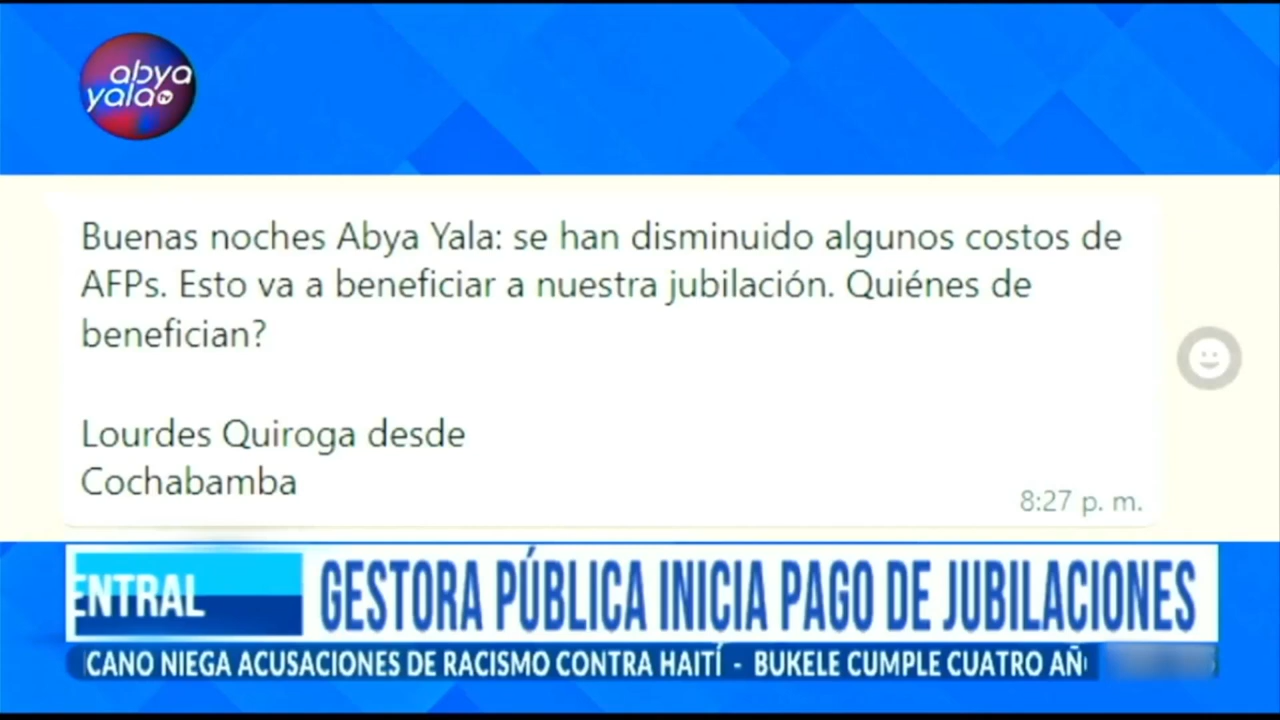 abya
yala tv
Buenas noches Abya Yala: se han disminuido algunos costos de
AFPs. Esto va a beneficiar a nuestra jubilación. Quiénes de
benefician?
Lourdes Quiroga desde
Cochabamba
8:27 p. m.
ENTRAL
GESTORA PÚBLICA INICIA PAGO DE JUBILACIONES
CANO NIEGA ACUSACIONES DE RACISMO CONTRA HAITÍ - BUKELE CUMPLE CUATRO AÑ